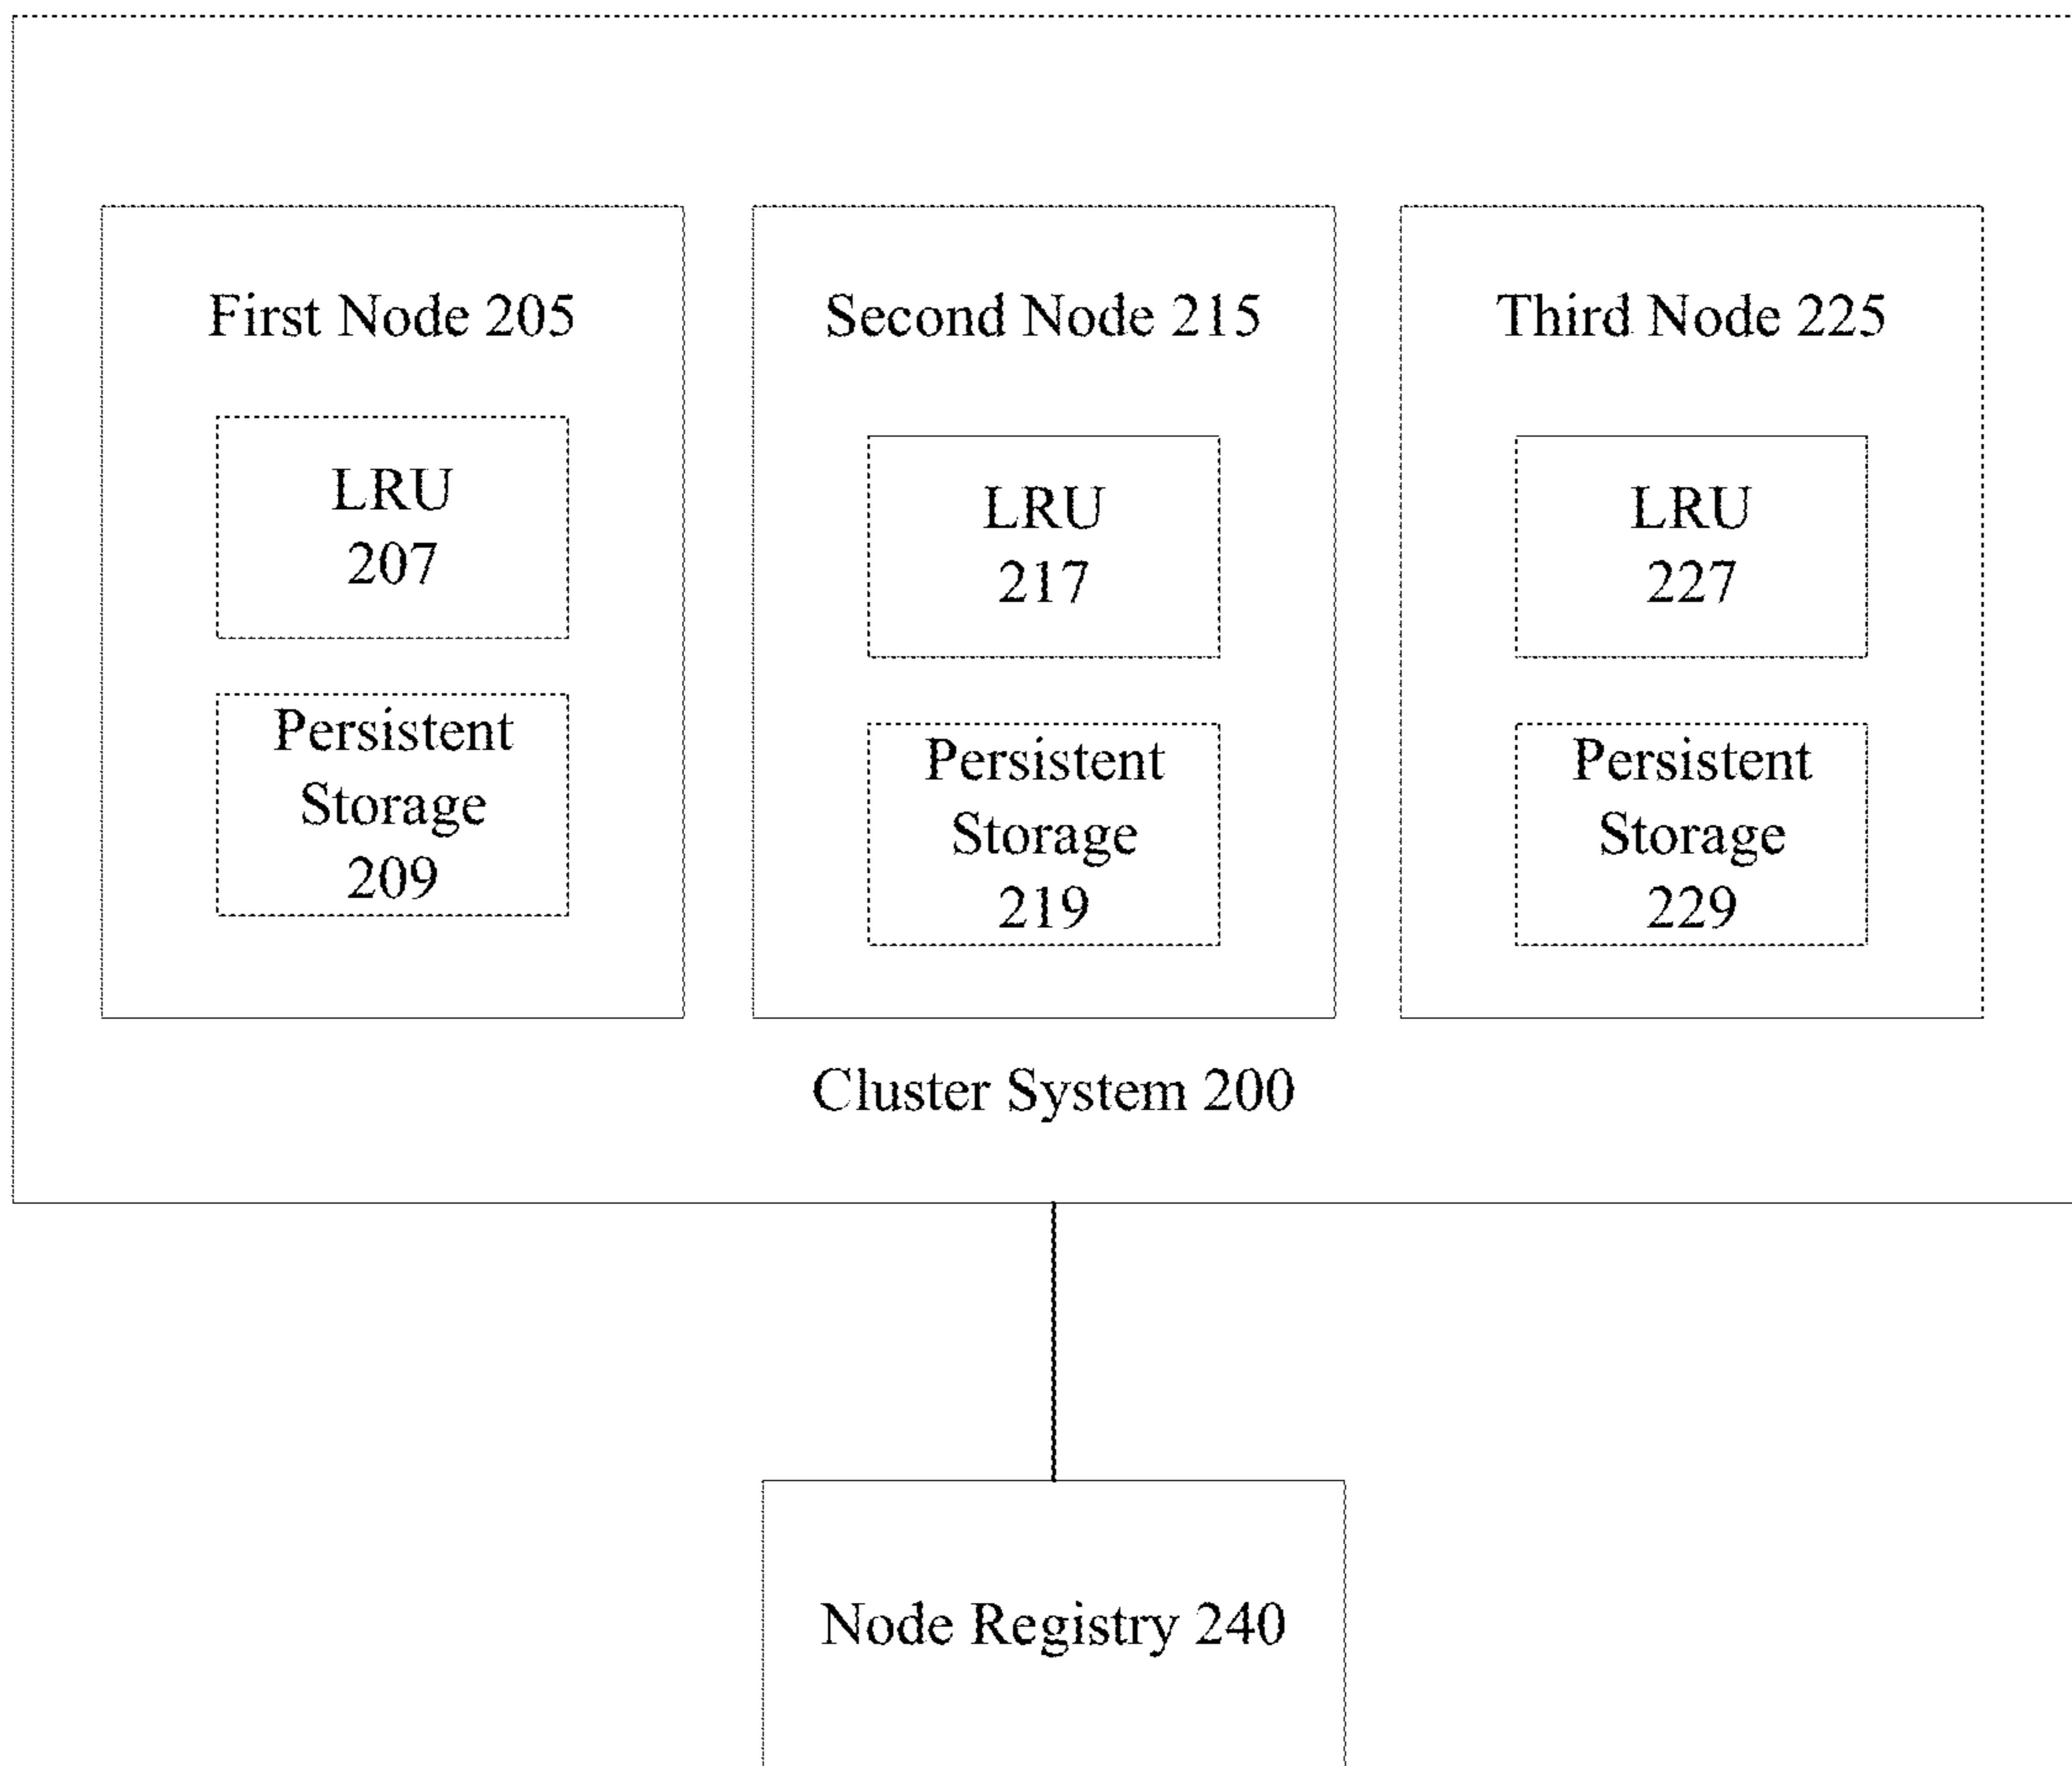 First Node 205
Second Node 215
Third Node 225
LRU
207
LRU
217
LRU
227
Persistent
Storage
209
Persistent
Storage
219
Persistent
Storage
229
Cluster System 200
Node Registry 240